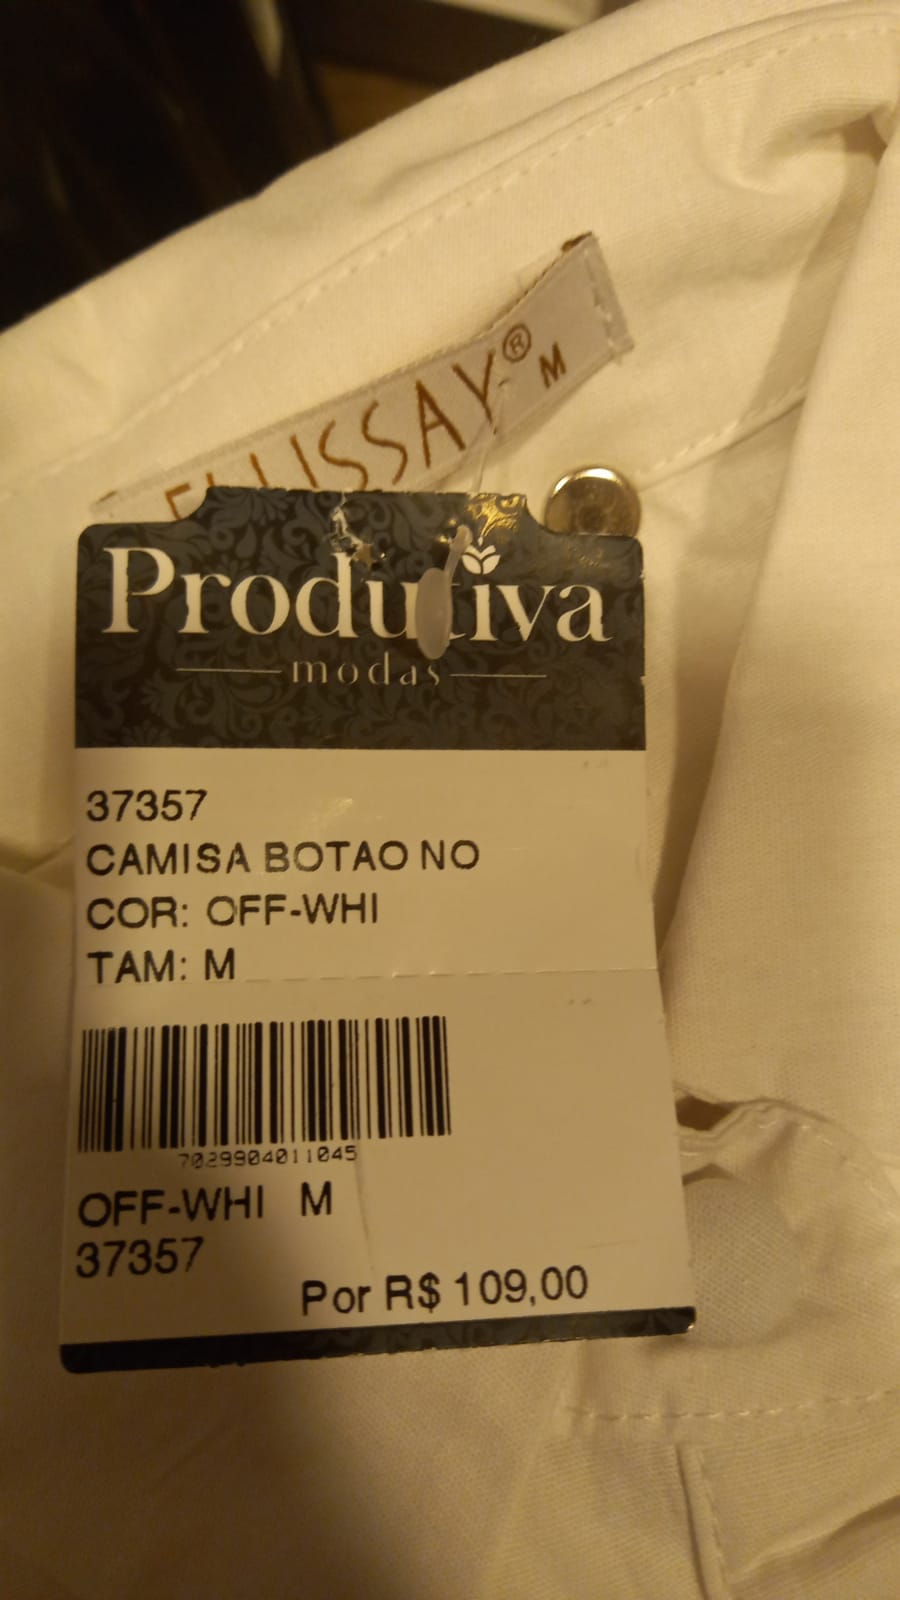 ELLISSAY® M
Produtiva
modas
37357
CAMISA BOTAO NO
COR: OFF-WHI
TAM: M
7029904011045
OFF-WHI M
37357
Por R$ 109,00